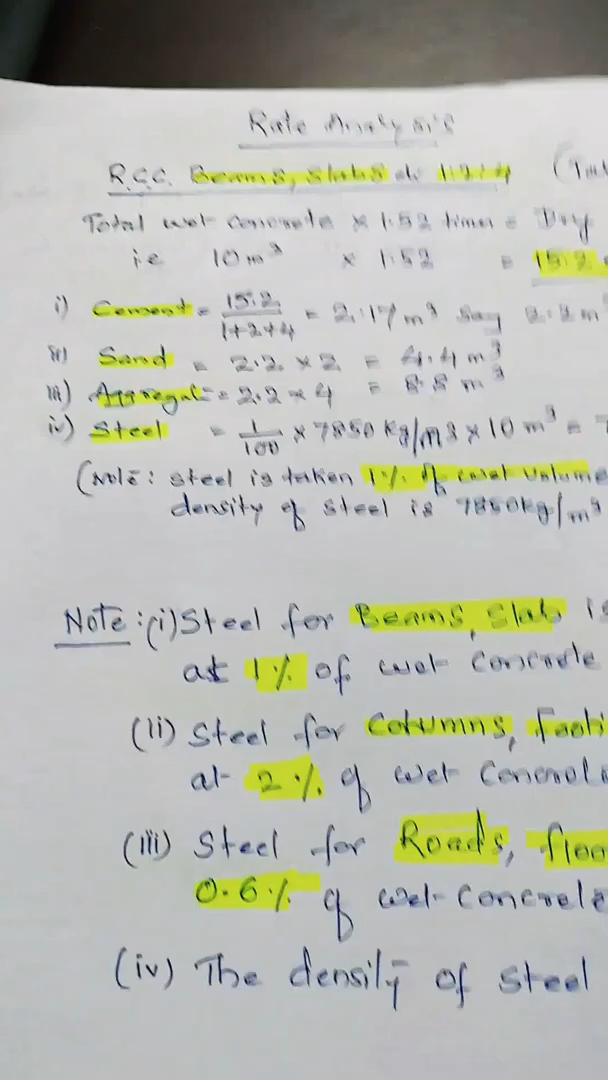 Rate Analysis
R.C.C. Beams, slabs 1:2:4
Total wet concrete × 1.52 times = Dry
i.e 10 m³ × 1.52 = 15.2
i) Cement = 15.2 / 1+2+4 = 2.17 m³ say 2.2 m³
ii) Sand = 2.2 × 2 = 4.4 m³
iii) Aggregate = 2.2 × 4 = 8.8 m³
iv) Steel = 1/100 × 7850 kg/m3 × 10 m³ =
(Note: steel is taken 1% of wet volume
density of steel is 7850kg/m³
Note: (i) Steel for Beams, slab is
at 1% of wet concrete
(ii) Steel for Columns,
at 2% of wet Concrete
(iii) Steel for Roads,
0.6% of wet-concrete
(iv) The density of steel